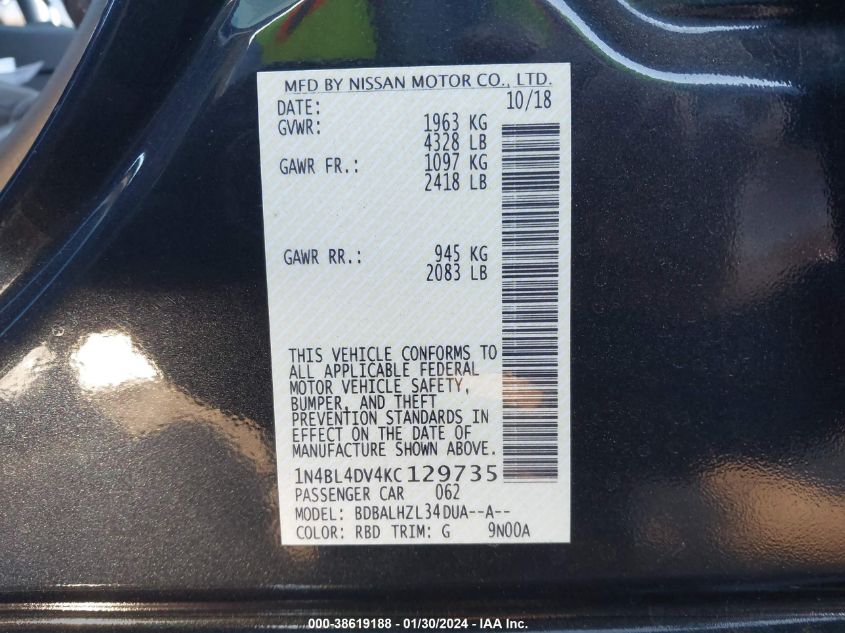 MFD BY NISSAN MOTOR CO., LTD.
DATE: 10/18
GVWR: 1963 KG
4328 LB
GAWR FR.: 1097 KG
2418 LB
GAWR RR.: 945 KG
2083 LB
THIS VEHICLE CONFORMS TO
ALL APPLICABLE FEDERAL
MOTOR VEHICLE SAFETY,
BUMPER, AND THEFT
PREVENTION STANDARDS IN
EFFECT ON THE DATE OF
MANUFACTURE SHOWN ABOVE.
1N4BL4DV4KC129735
PASSENGER CAR 062
MODEL: BDBALHZL34DUA--A--
COLOR: RBD TRIM: G 9N00A
000-38619188 - 01/30/2024 - IAA Inc.